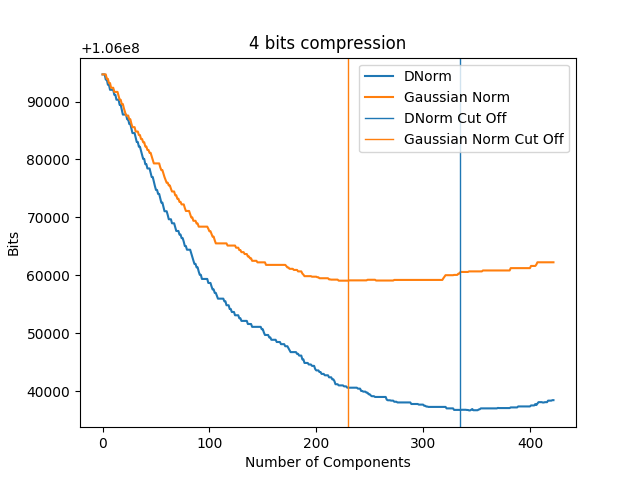 4 bits compression
+1.06e8
DNorm
Gaussian Norm
DNorm Cut Off
Gaussian Norm Cut Off
90000
80000
70000
60000
50000
40000
Bits
0 100 200 300 400
Number of Components